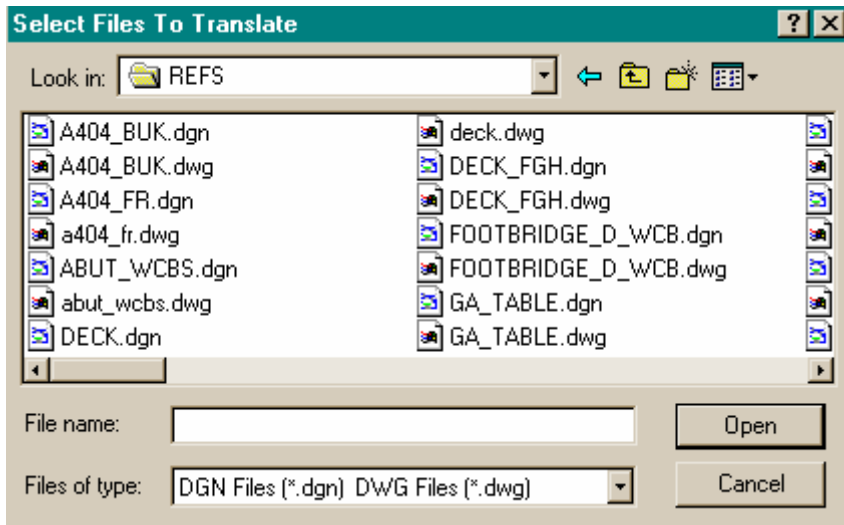 Select Files To Translate
Look in: REFS
A404_BUK.dgn
A404_BUK.dwg
A404_FR.dgn
a404_fr.dwg
ABUT_WCBS.dgn
abut_wcbs.dwg
DECK.dgn
deck.dwg
DECK_FGH.dgn
DECK_FGH.dwg
FOOTBRIDGE_D_WCB.dgn
FOOTBRIDGE_D_WCB.dwg
GA_TABLE.dgn
GA_TABLE.dwg
File name:
Open
Files of type: DGN Files (*.dgn) DWG Files (*.dwg)
Cancel